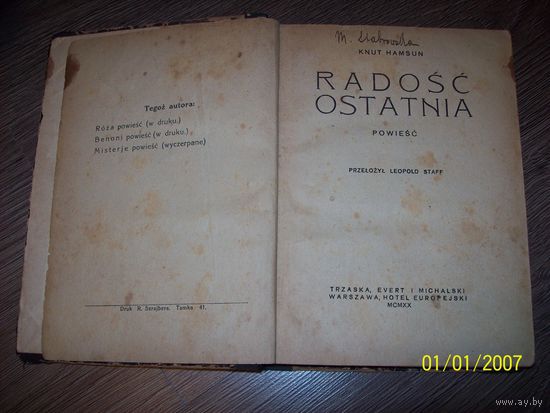 Tegoż autora:
Róża powieść (w druku.)
Benoni powieść (w druku.)
Misterje powieść (wyczerpane)
Druk R. Szrajbera. Tamka 41.
M.
KNUT HAMSUN
RADOŚĆ
OSTATNIA
POWIEŚĆ
PRZEŁOŻYŁ LEOPOLD STAFF
TRZASKA, EVERT I MICHALSKI
WARSZAWA, HOTEL EUROPEJSKI
MCMXX
01/01/2007
www.ay.by